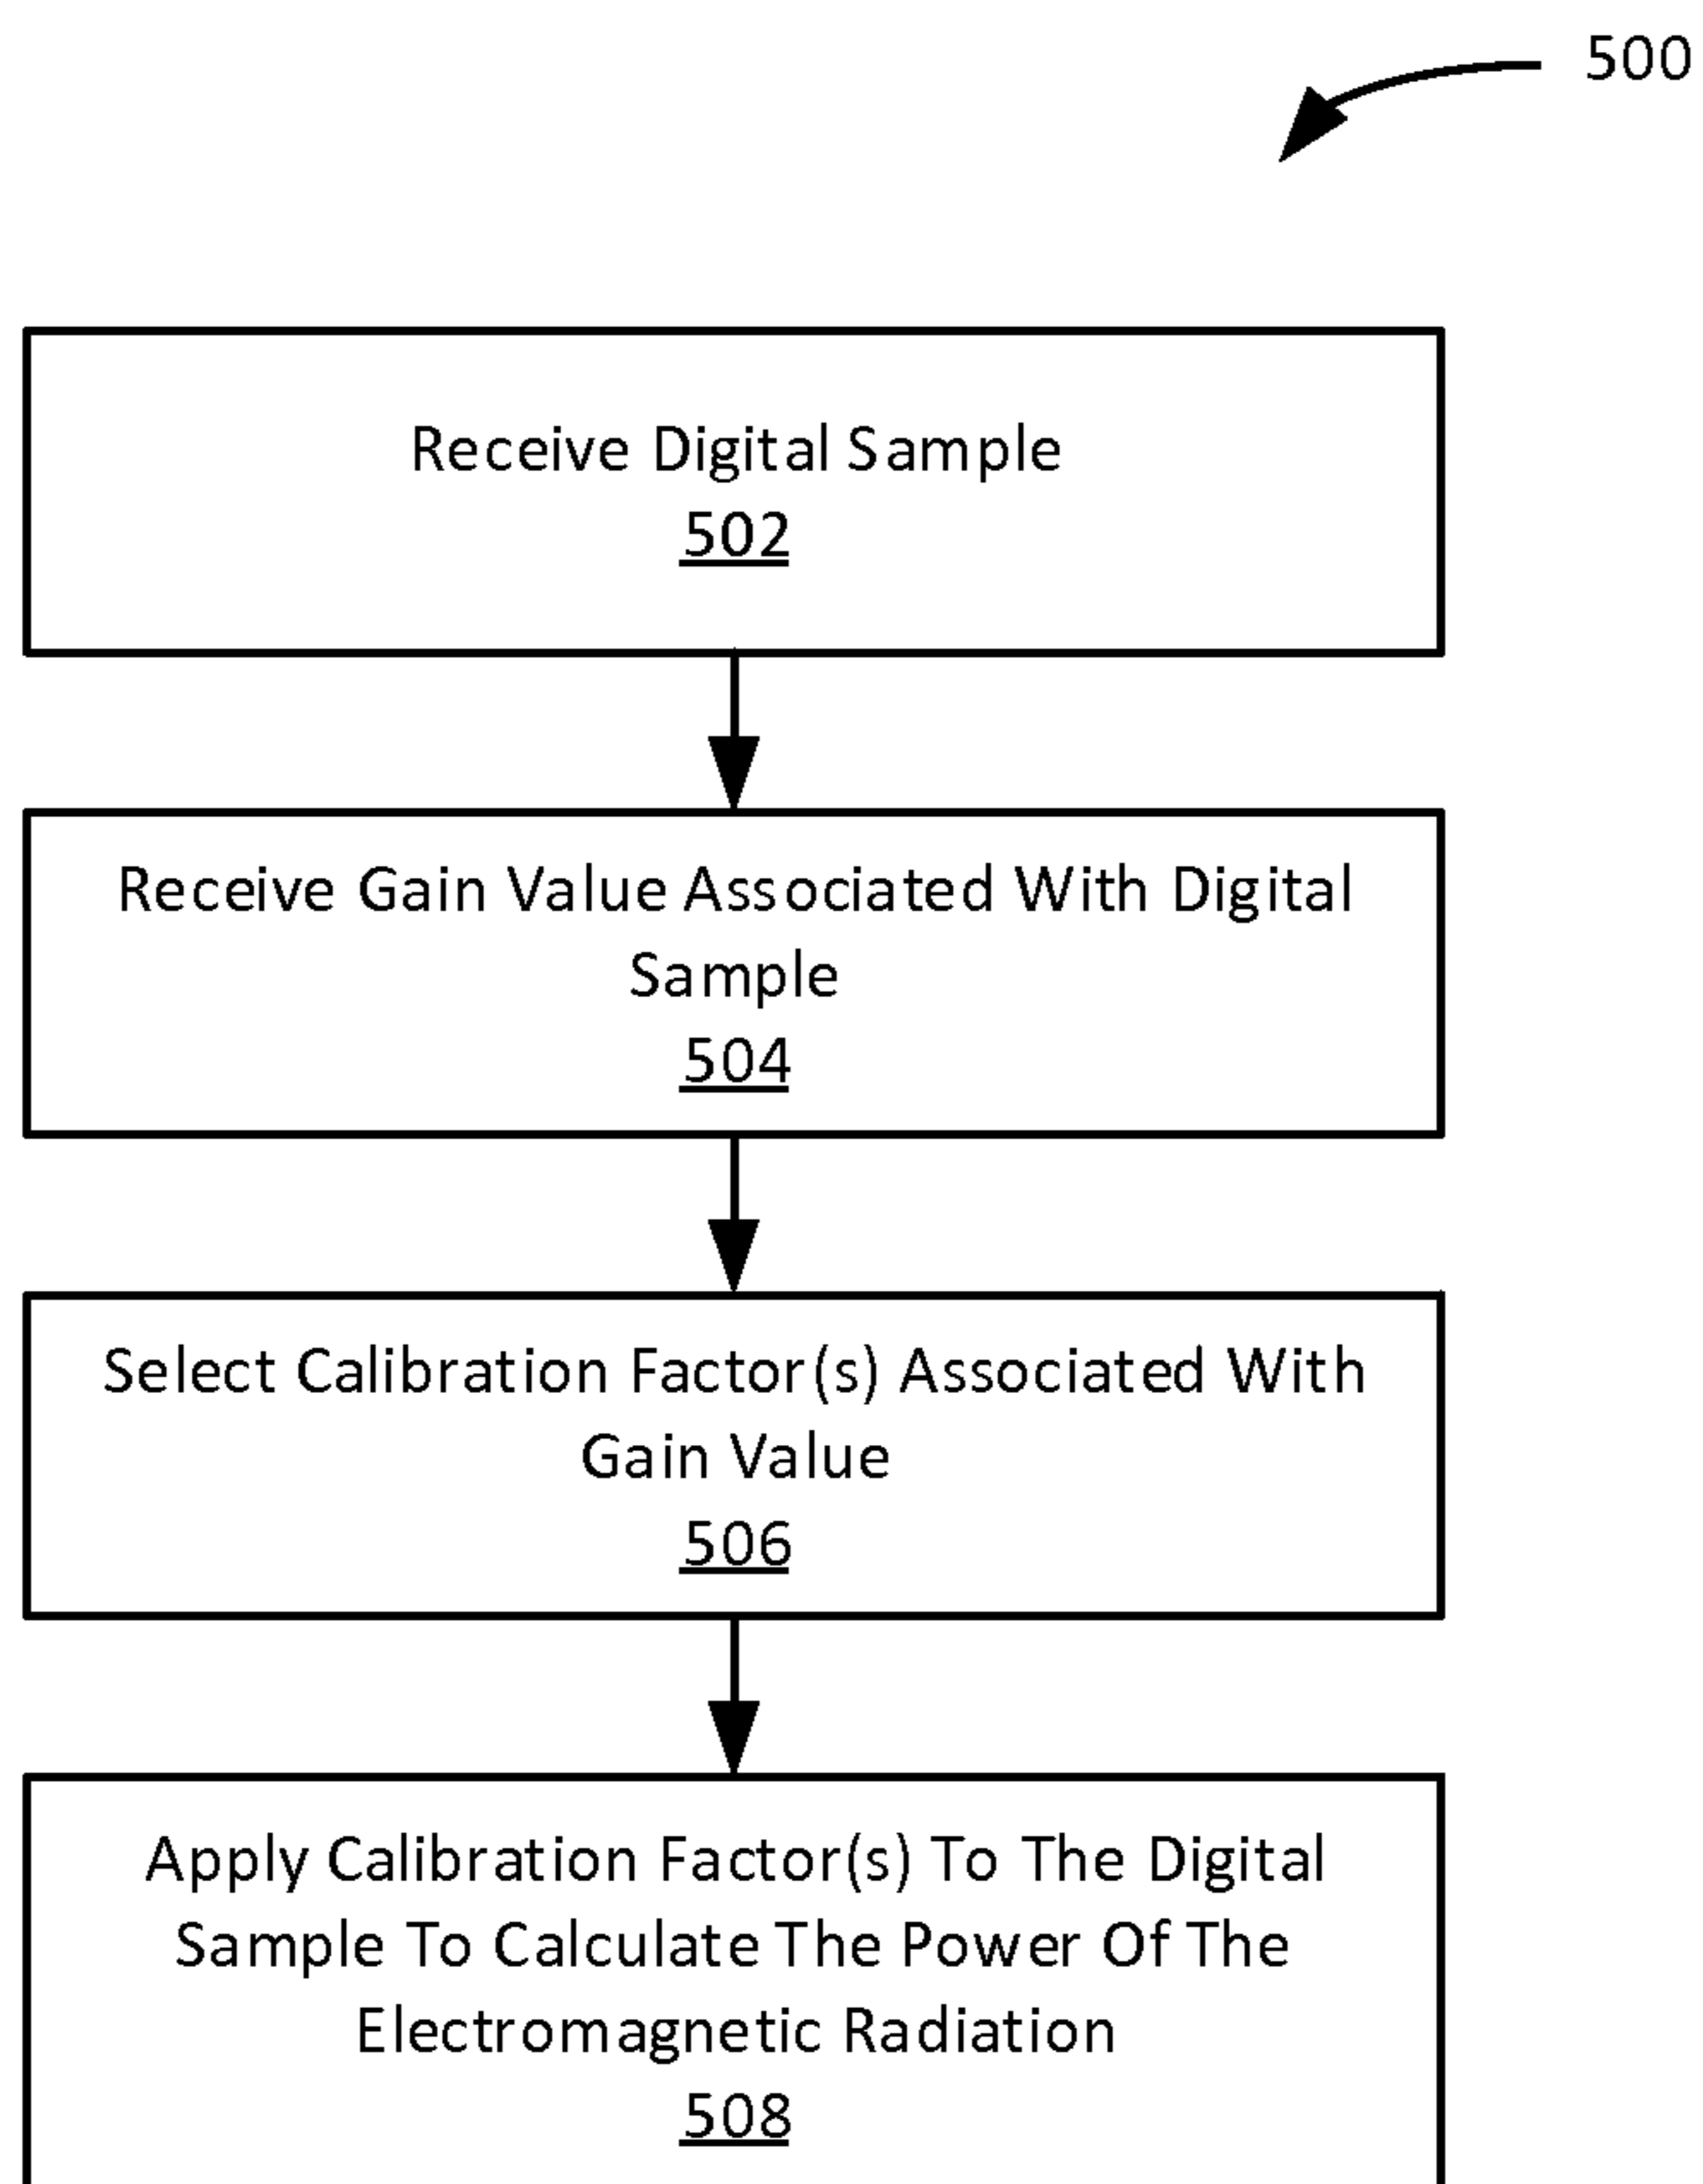 500
Receive Digital Sample
502
Receive Gain Value Associated With Digital
Sample
504
Select Calibration Factor(s) Associated With
Gain Value
506
Apply Calibration Factor(s) To The Digital
Sample To Calculate The Power Of The
Electromagnetic Radiation
508